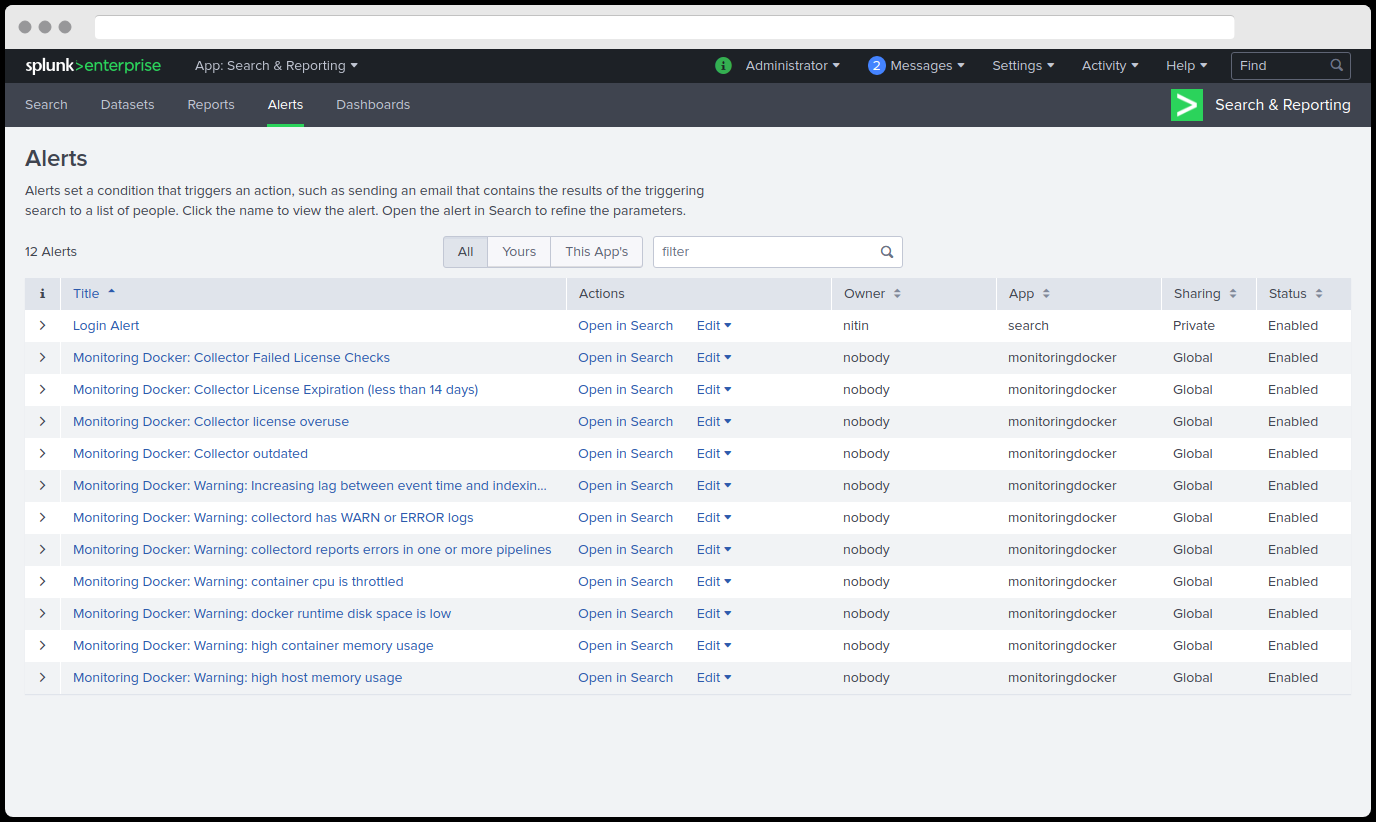 splunk>enterprise App: Search & Reporting i Administrator 2 Messages Settings Activity Help Find
Search Datasets Reports Alerts Dashboards > Search & Reporting
Alerts
Alerts set a condition that triggers an action, such as sending an email that contains the results of the triggering
search to a list of people. Click the name to view the alert. Open the alert in Search to refine the parameters.
12 Alerts All Yours This App's filter
i Title Actions Owner App Sharing Status
Login Alert Open in Search Edit nitin search Private Enabled
Monitoring Docker: Collector Failed License Checks Open in Search Edit nobody monitoringdocker Global Enabled
Monitoring Docker: Collector License Expiration (less than 14 days) Open in Search Edit nobody monitoringdocker Global Enabled
Monitoring Docker: Collector license overuse Open in Search Edit nobody monitoringdocker Global Enabled
Monitoring Docker: Collector outdated Open in Search Edit nobody monitoringdocker Global Enabled
Monitoring Docker: Warning: Increasing lag between event time and indexin... Open in Search Edit nobody monitoringdocker Global Enabled
Monitoring Docker: Warning: collectord has WARN or ERROR logs Open in Search Edit nobody monitoringdocker Global Enabled
Monitoring Docker: Warning: collectord reports errors in one or more pipelines Open in Search Edit nobody monitoringdocker Global Enabled
Monitoring Docker: Warning: container cpu is throttled Open in Search Edit nobody monitoringdocker Global Enabled
Monitoring Docker: Warning: docker runtime disk space is low Open in Search Edit nobody monitoringdocker Global Enabled
Monitoring Docker: Warning: high container memory usage Open in Search Edit nobody monitoringdocker Global Enabled
Monitoring Docker: Warning: high host memory usage Open in Search Edit nobody monitoringdocker Global Enabled